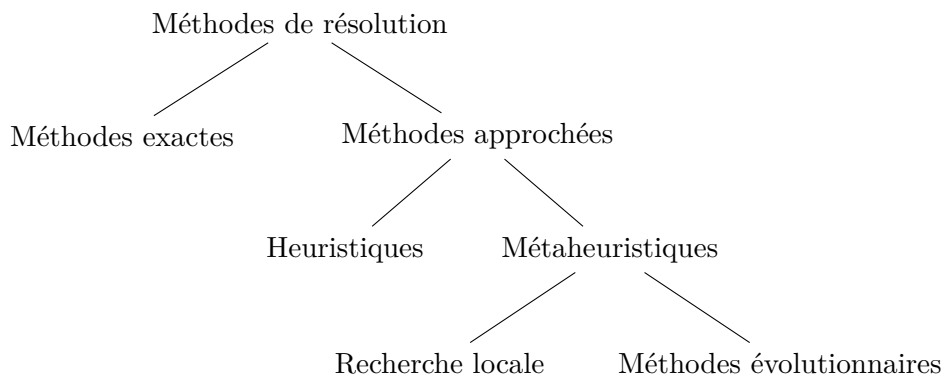 Méthodes de résolution
Méthodes exactes
Méthodes approchées
Heuristiques
Métaheuristiques
Recherche locale
Méthodes évolutionnaires